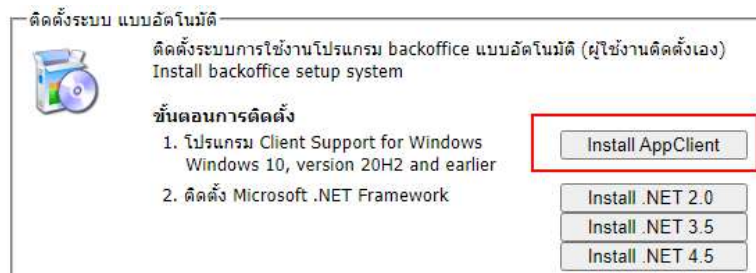 ติดตั้งระบบ แบบอัตโนมัติ
ติดตั้งระบบการใช้งานโปรแกรม backoffice แบบอัตโนมัติ (ผู้ใช้งานติดตั้งเอง)
Install backoffice setup system
ขั้นตอนการติดตั้ง
1. โปรแกรม Client Support for Windows
Windows 10, version 20H2 and earlier
Install AppClient
2. ติดตั้ง Microsoft .NET Framework
Install .NET 2.0
Install .NET 3.5
Install .NET 4.5